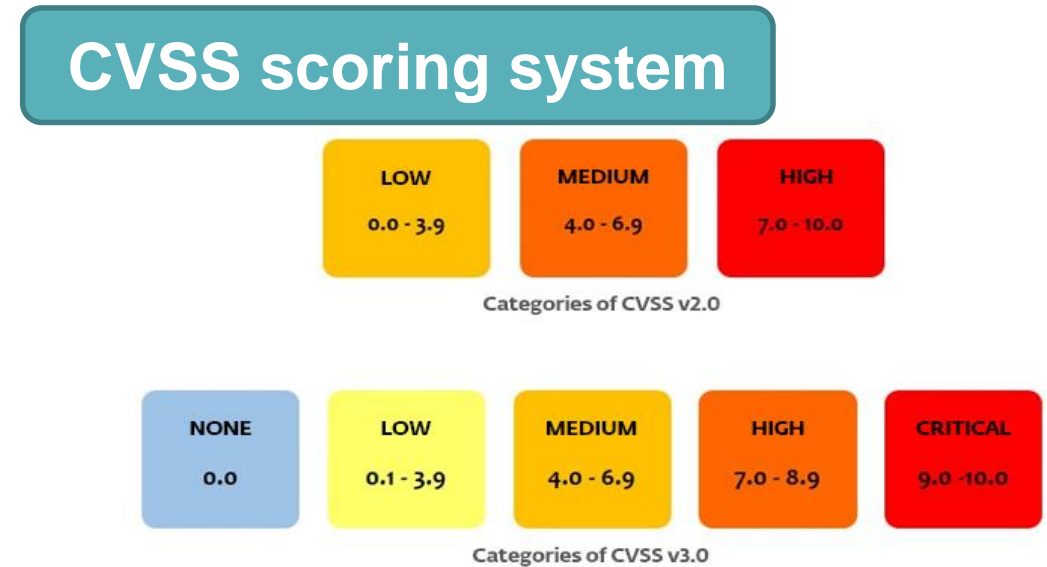 CVSS scoring system
LOW MEDIUM HIGH
0.0 - 3.9 4.0 - 6.9 7.0 - 10.0
Categories of CVSS v2.0
NONE LOW MEDIUM HIGH CRITICAL
0.0 0.1 - 3.9 4.0 - 6.9 7.0 - 8.9 9.0 -10.0
Categories of CVSS v3.0